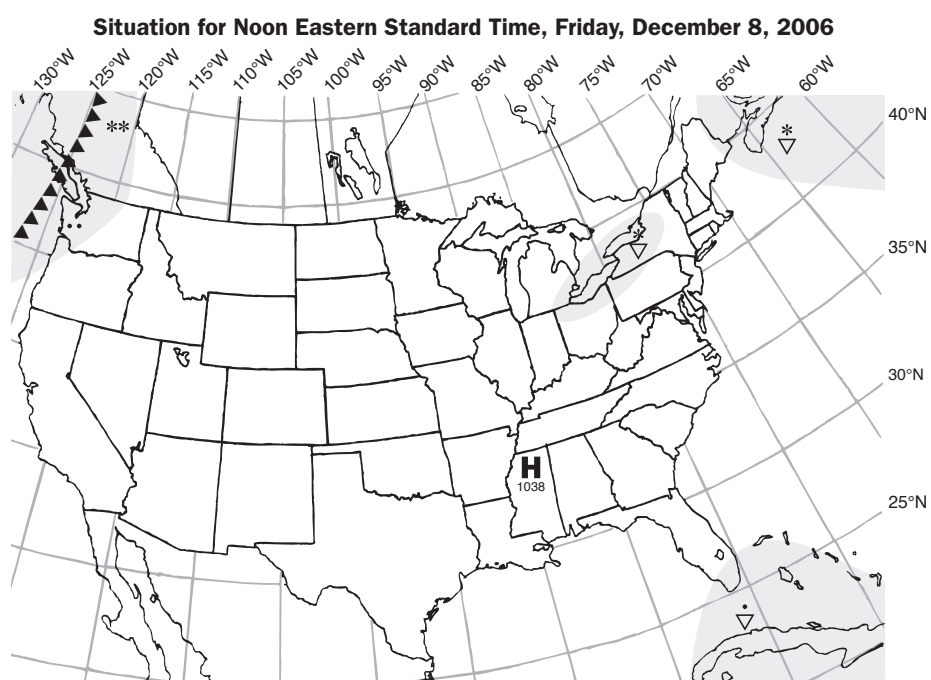 Situation for Noon Eastern Standard Time, Friday, December 8, 2006
130°W 125°W 120°W 115°W 110°W 105°W 100°W 95°W 90°W 85°W 80°W 75°W 70°W 65°W 60°W
40°N
35°N
30°N
25°N
H
1038